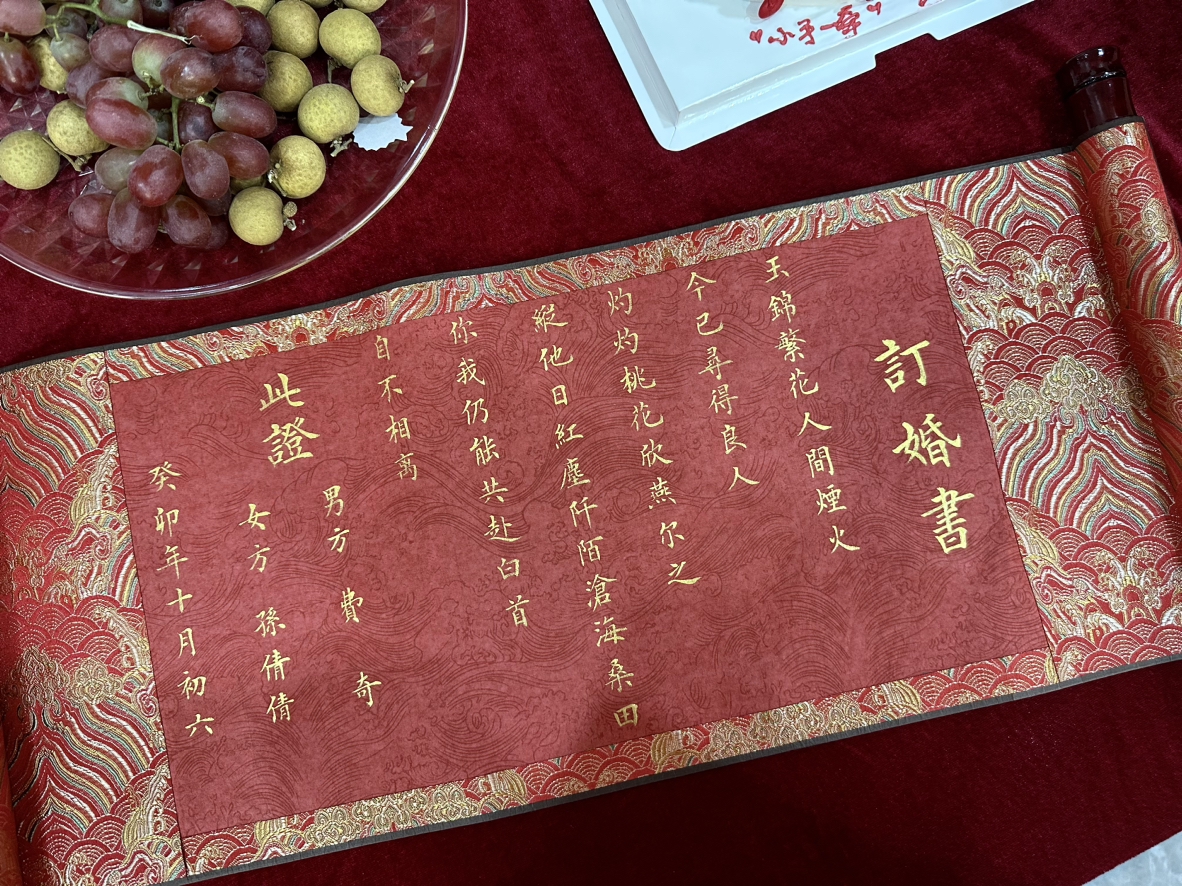 訂婚書
玉錦繁花人間煙火
今已尋得良人
灼灼桃花欣燕尔之
縱他日紅塵阡陌滄海桑田
你我仍能共赴白首
自不相离
此證
男方 費 奇
女方 孫倩倩
癸卯年十月初六
"小手一牵"